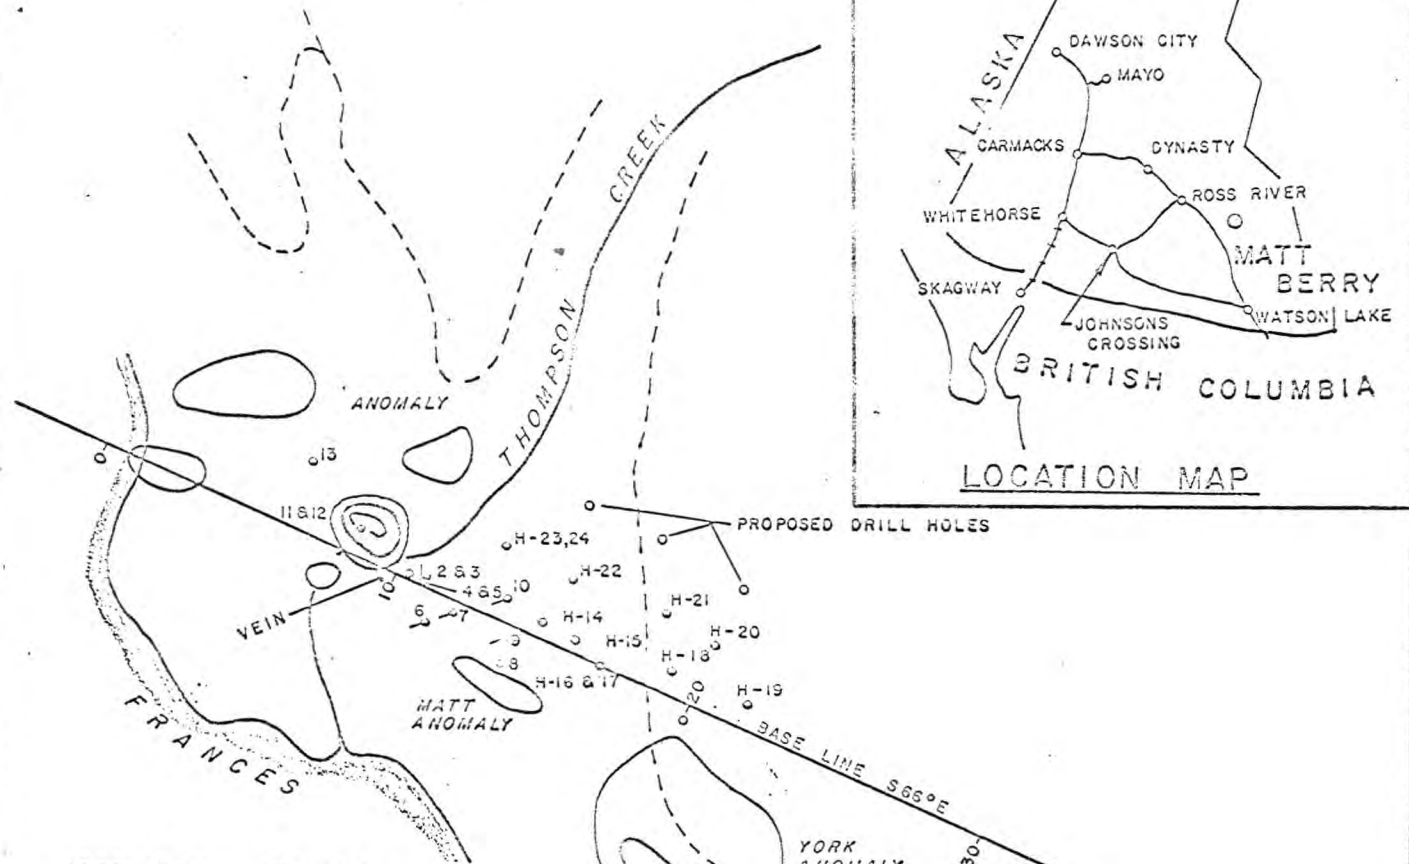 DAWSON CITY
MAYO
ALASKA
CARMACKS
DYNASTY
ROSS RIVER
WHITEHORSE
MATT
BERRY
SKAGWAY
WATSON LAKE
JOHNSONS
CROSSING
BRITISH COLUMBIA
LOCATION MAP
THOMPSON CREEK
ANOMALY
0
13
11 & 12
PROPOSED DRILL HOLES
H-23,24
H-22
1, 2 & 3
4 & 5
10
10
6
7
H-21
H-14
VEIN
9
H-15
H-20
8
H-18
H-16 & 17
20
H-19
MATT
ANOMALY
FRANCES
BASE LINE S66°E
YORK
ANOMALY
30